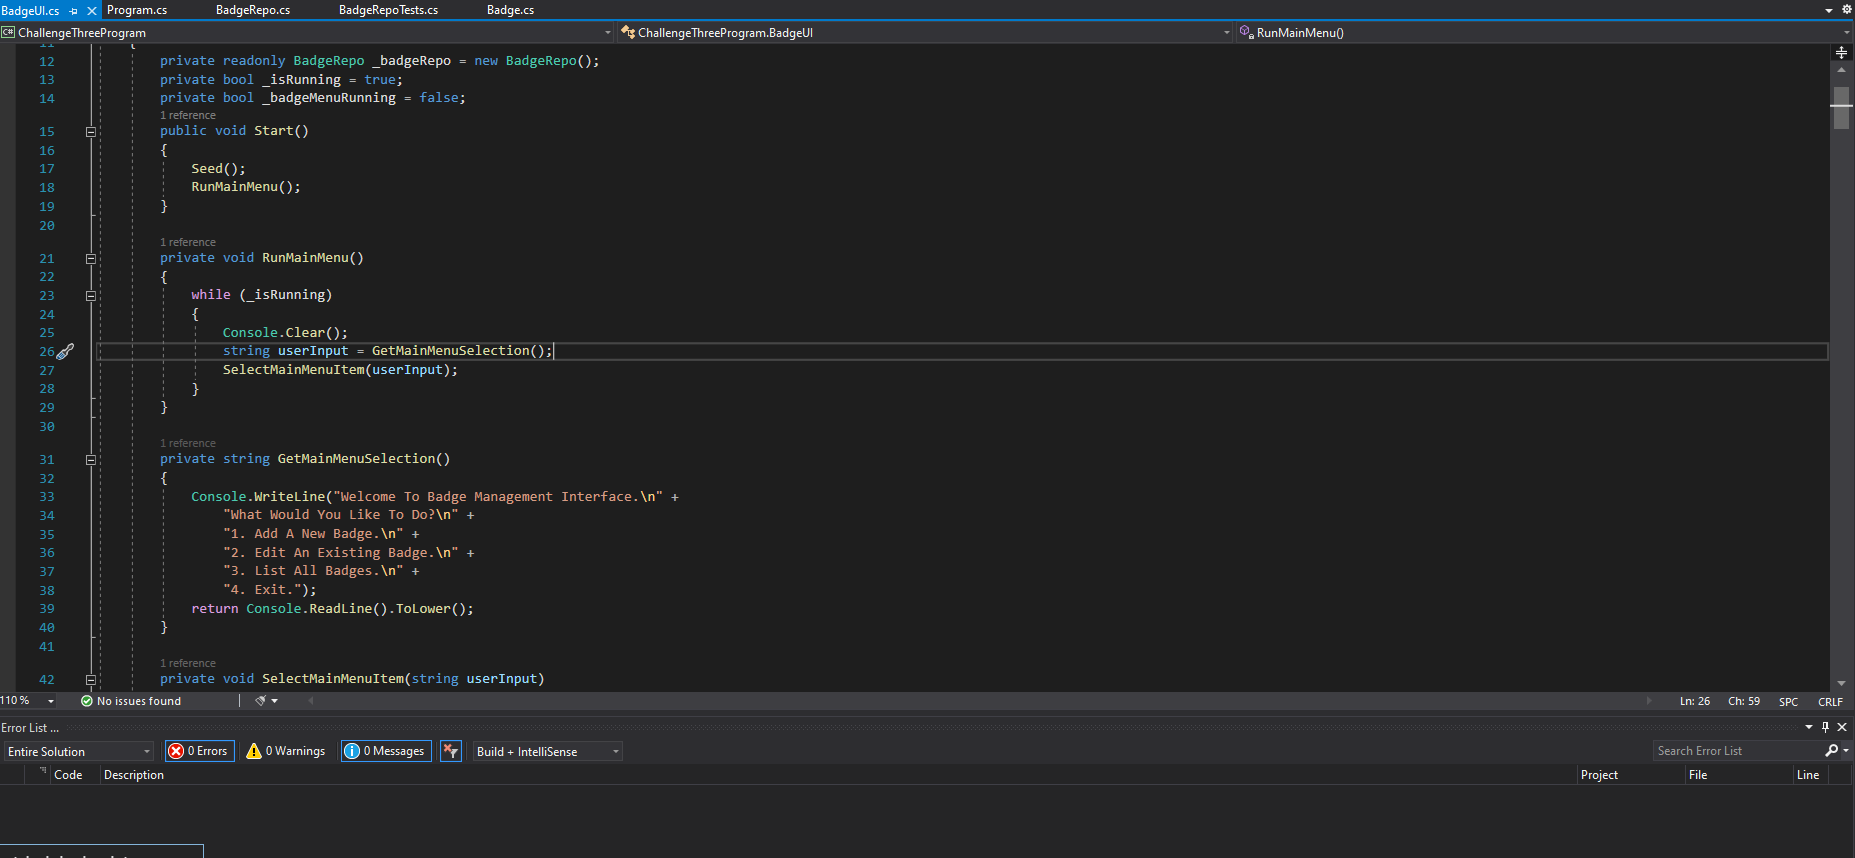 BadgeUI.cs Program.cs BadgeRepo.cs BadgeRepoTests.cs Badge.cs
C# ChallengeThreeProgram ChallengeThreeProgram.BadgeUI RunMainMenu()
11 {
12 private readonly BadgeRepo _badgeRepo = new BadgeRepo();
13 private bool _isRunning = true;
14 private bool _badgeMenuRunning = false;
1 reference
15 public void Start()
16 {
17 Seed();
18 RunMainMenu();
19 }
20
1 reference
21 private void RunMainMenu()
22 {
23 while (_isRunning)
24 {
25 Console.Clear();
26 string userInput = GetMainMenuSelection();
27 SelectMainMenuItem(userInput);
28 }
29 }
30
1 reference
31 private string GetMainMenuSelection()
32 {
33 Console.WriteLine("Welcome To Badge Management Interface.\n" +
34 "What Would You Like To Do?\n" +
35 "1. Add A New Badge.\n" +
36 "2. Edit An Existing Badge.\n" +
37 "3. List All Badges.\n" +
38 "4. Exit.");
39 return Console.ReadLine().ToLower();
40 }
41
1 reference
42 private void SelectMainMenuItem(string userInput)
110 % No issues found Ln: 26 Ch: 59 SPC CRLF
Error List ...
Entire Solution 0 Errors 0 Warnings 0 Messages Build + IntelliSense Search Error List
Code Description Project File Line